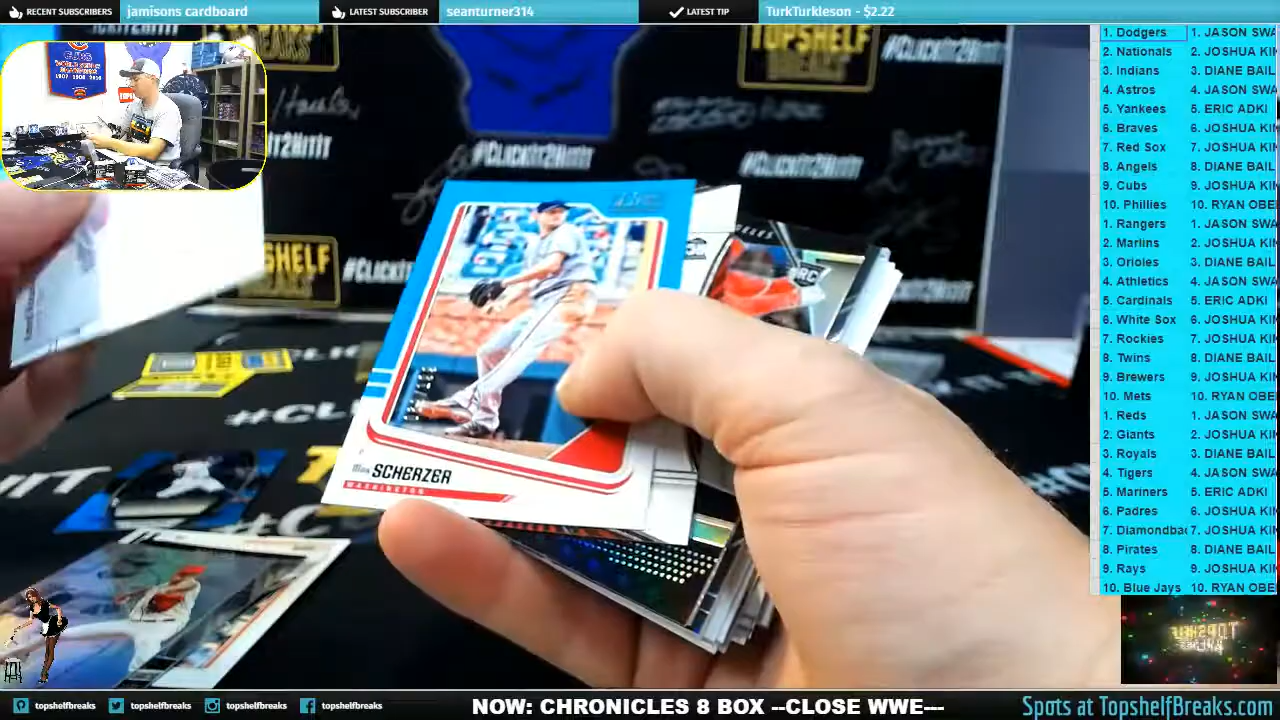 RECENT SUBSCRIBERS jamisons cardboard LATEST SUBSCRIBER seanturner314 LATEST TIP TurkTurkleson - $2.22
CUBS
TOPSHELF
BREAKS
#CLICKIT2HITIT
IT2HITIT
#CLICKIT2HITIT
SHELF
RC
SCHERZER
WASHINGTON
1. Dodgers 1. JASON SWA
2. Nationals 2. JOSHUA KI
3. Indians 3. DIANE BAIL
4. Astros 4. JASON SWA
5. Yankees 5. ERIC ADKI
6. Braves 6. JOSHUA KI
7. Red Sox 7. JOSHUA KI
8. Angels 8. DIANE BAIL
9. Cubs 9. JOSHUA KI
10. Phillies 10. RYAN OBE
1. Rangers 1. JASON SWA
2. Marlins 2. JOSHUA KI
3. Orioles 3. DIANE BAIL
4. Athletics 4. JASON SWA
5. Cardinals 5. ERIC ADKI
6. White Sox 6. JOSHUA KI
7. Rockies 7. JOSHUA KI
8. Twins 8. DIANE BAIL
9. Brewers 9. JOSHUA KI
10. Mets 10. RYAN OBE
1. Reds 1. JASON SWA
2. Giants 2. JOSHUA KI
3. Royals 3. DIANE BAIL
4. Tigers 4. JASON SWA
5. Mariners 5. ERIC ADKI
6. Padres 6. JOSHUA KI
7. Diamondba 7. JOSHUA KI
8. Pirates 8. DIANE BAIL
9. Rays 9. JOSHUA KI
10. Blue Jays 10. RYAN OBE
topshelfbreaks topshelfbreaks topshelfbreaks topshelfbreaks NOW: CHRONICLES 8 BOX --CLOSE WWE--- Spots at TopshelfBreaks.com